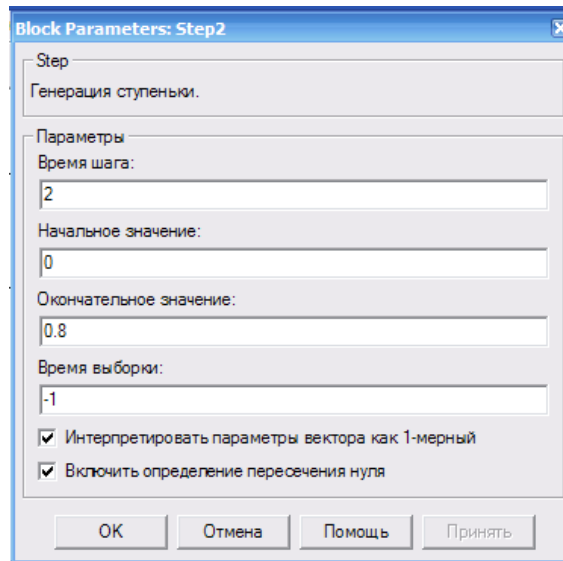 Block Parameters: Step2
Step
Генерация ступеньки.
Параметры
Время шага:
2
Начальное значение:
0
Окончательное значение:
0.8
Время выборки:
-1
Интерпретировать параметры вектора как 1-мерный
Включить определение пересечения нуля
OK Отмена Помощь Принять